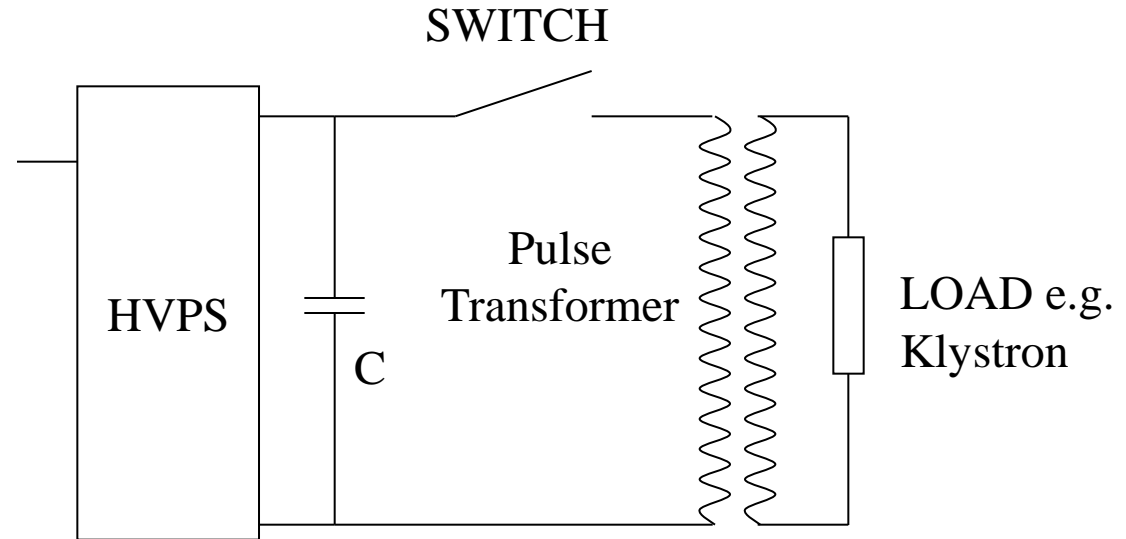 SWITCH
HVPS
C
Pulse
Transformer
LOAD e.g.
Klystron